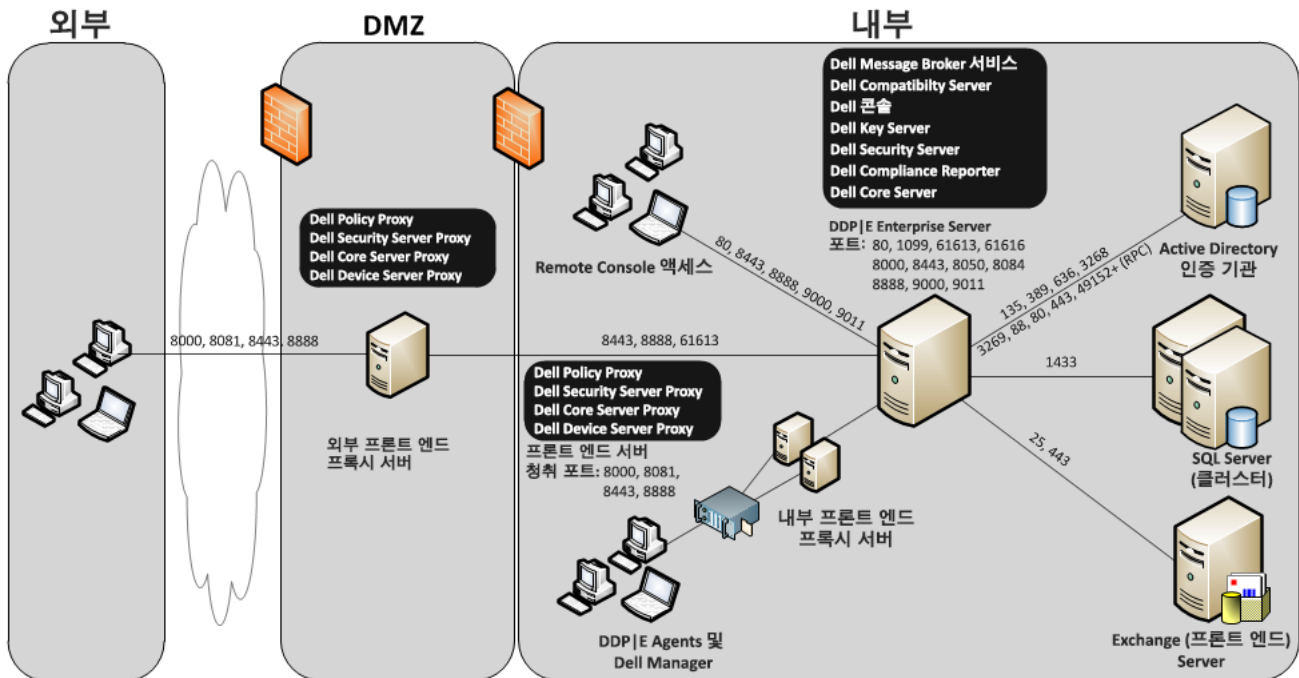 외부
DMZ
내부
Dell Message Broker 서비스
Dell Compatibilty Server
Dell 콘솔
Dell Key Server
Dell Security Server
Dell Compliance Reporter
Dell Core Server
Dell Policy Proxy
Dell Security Server Proxy
Dell Core Server Proxy
Dell Device Server Proxy
DDP|E Enterprise Server
포트: 80, 1099, 61613, 61616
8000, 8443, 8050, 8084
8888, 9000, 9011
Remote Console 액세스
80, 8443, 8888, 9000, 9011
Active Directory
인증 기관
135, 389, 636, 3268
3269, 88, 80, 443, 49152+ (RPC)
8000, 8081, 8443, 8888
8443, 8888, 61613
1433
Dell Policy Proxy
Dell Security Server Proxy
Dell Core Server Proxy
Dell Device Server Proxy
외부 프론트 엔드
프록시 서버
프론트 엔드 서버
청취 포트: 8000, 8081,
8443, 8888
25, 443
SQL Server
(클러스터)
내부 프론트 엔드
프록시 서버
DDP|E Agents 및
Dell Manager
Exchange (프론트 엔드)
Server